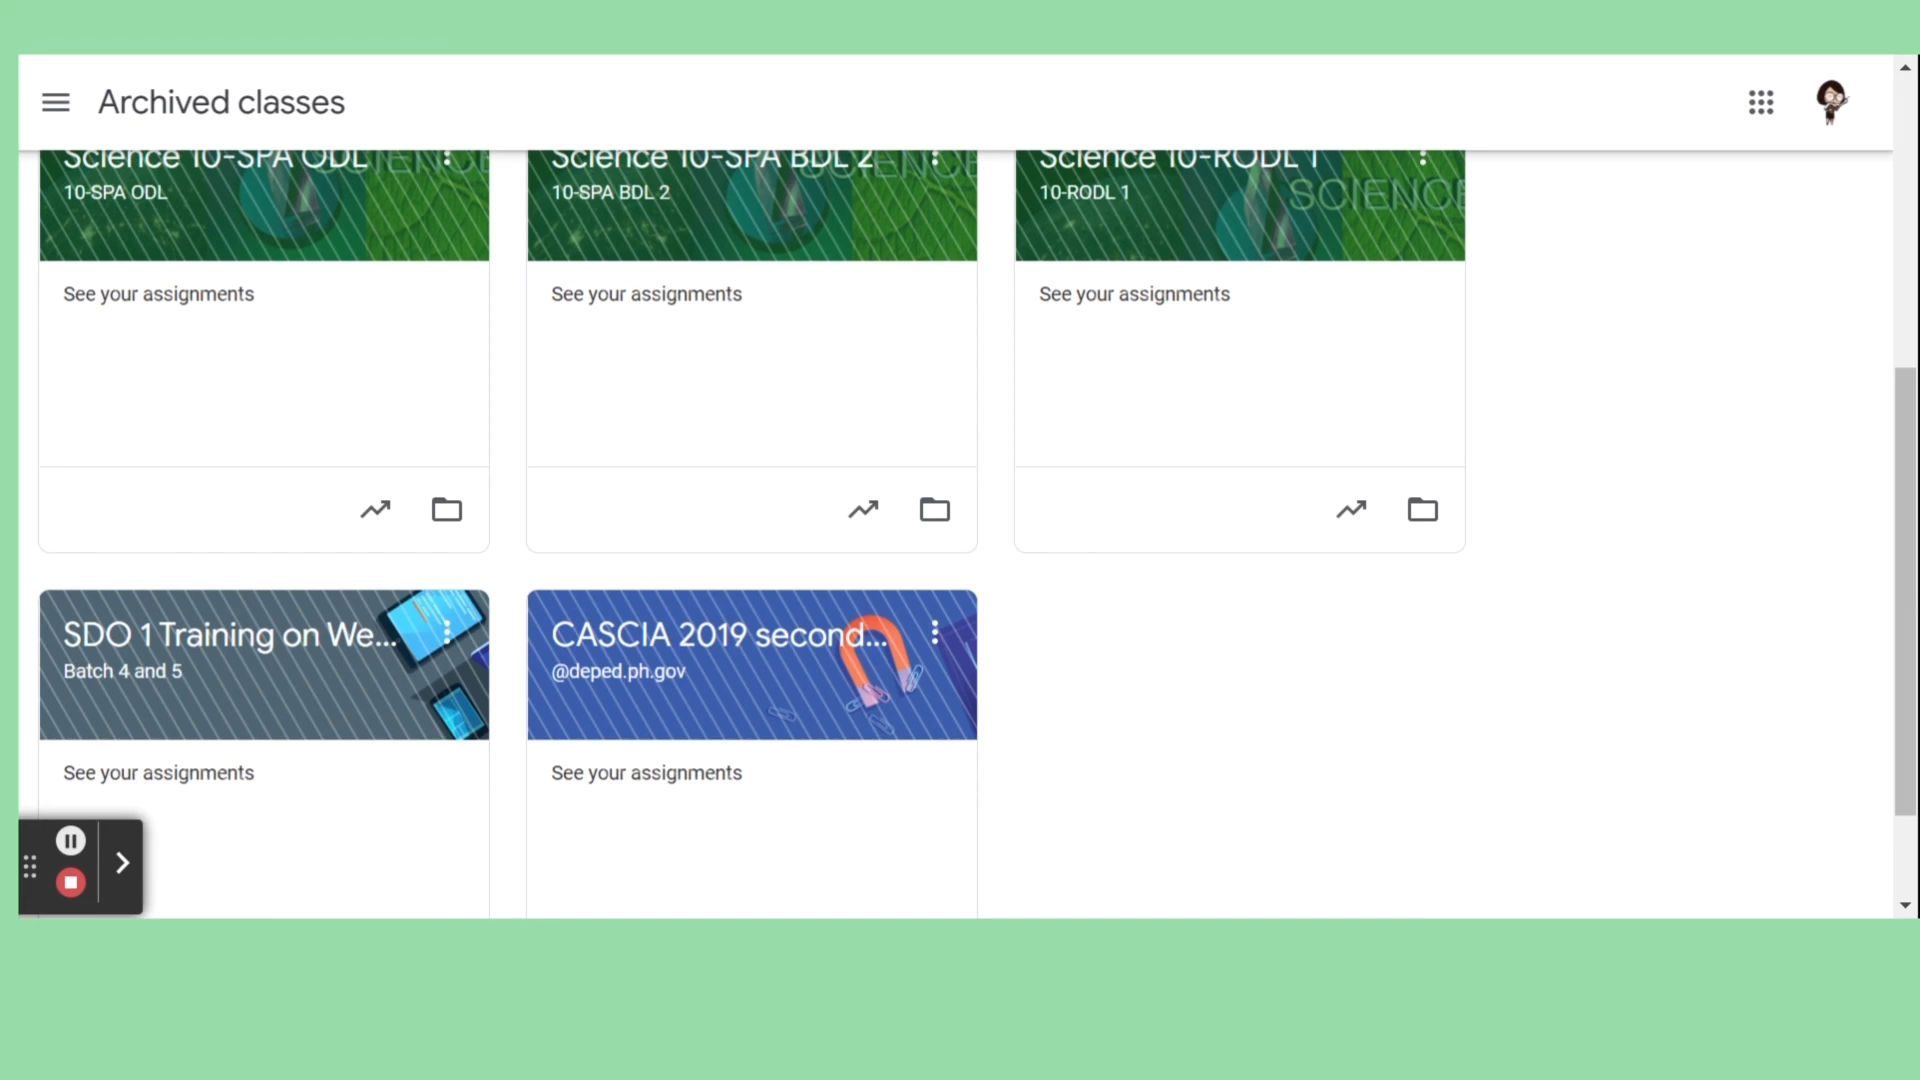 Archived classes
Science 10-SPA ODL
10-SPA ODL
Science 10-SPA BDL 2
10-SPA BDL 2
Science 10-RODL 1
10-RODL 1
SCIENCE
See your assignments
See your assignments
See your assignments
SDO 1 Training on We...
Batch 4 and 5
CASCIA 2019 second...
@deped.ph.gov
See your assignments
See your assignments